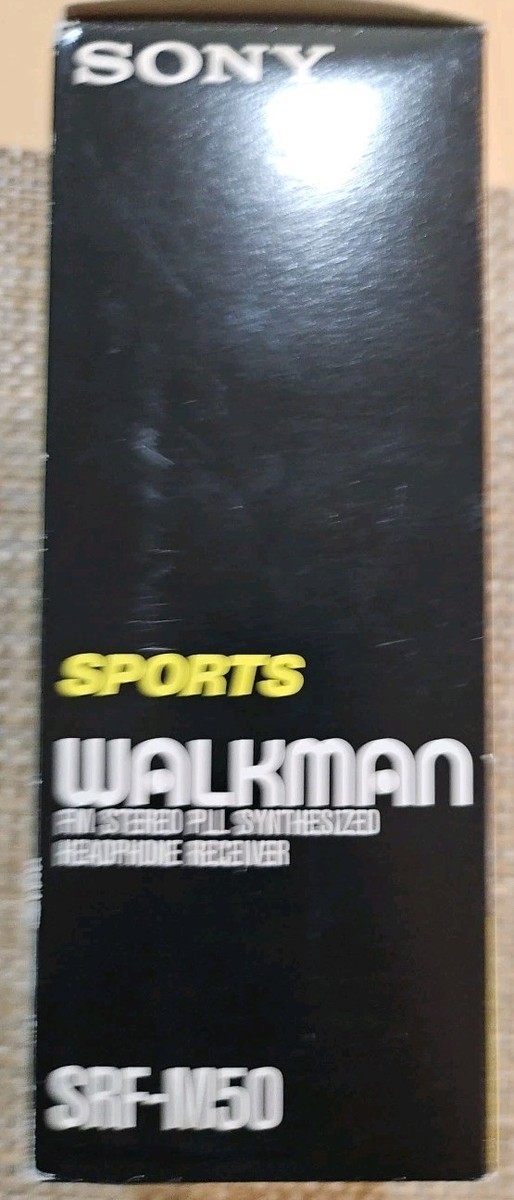 SONY
SPORTS
WALKMAN
FM STEREO PLL SYNTHESIZED
HEADPHONE RECEIVER
SRF-M50